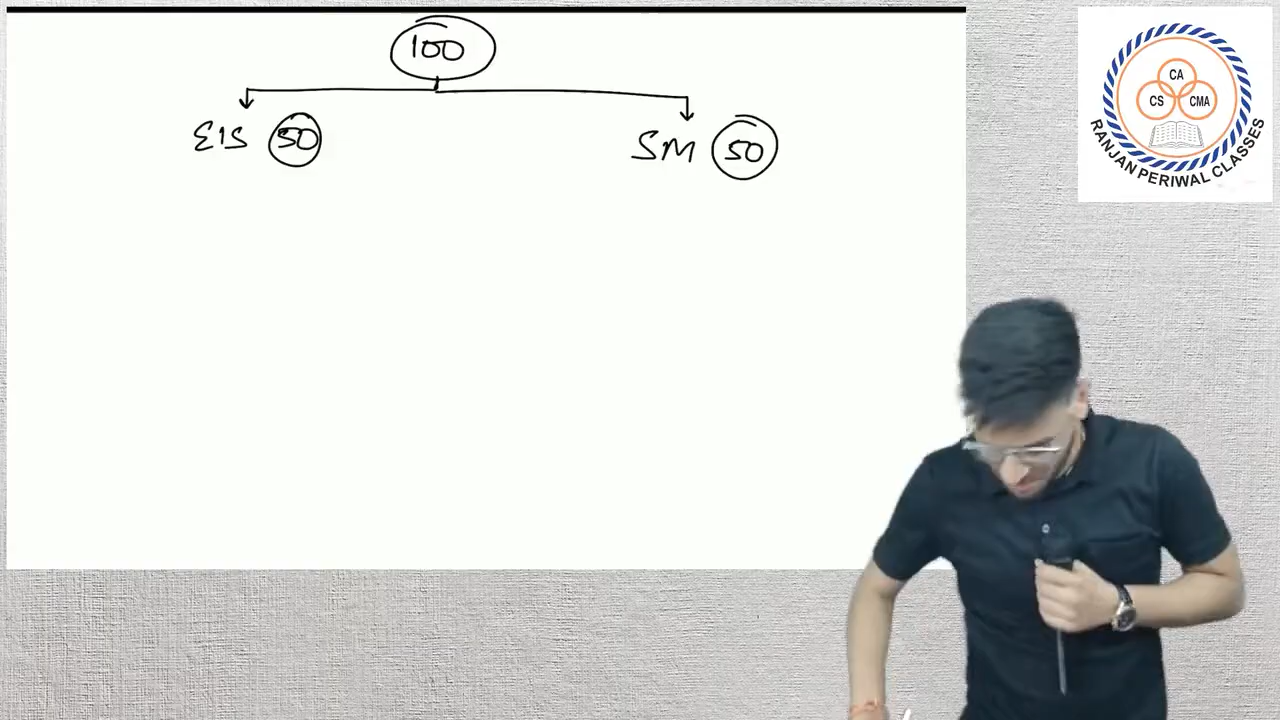 100
EIS 50
SM 50
CA
CS
CMA
RANJAN PERIWAL CLASSES